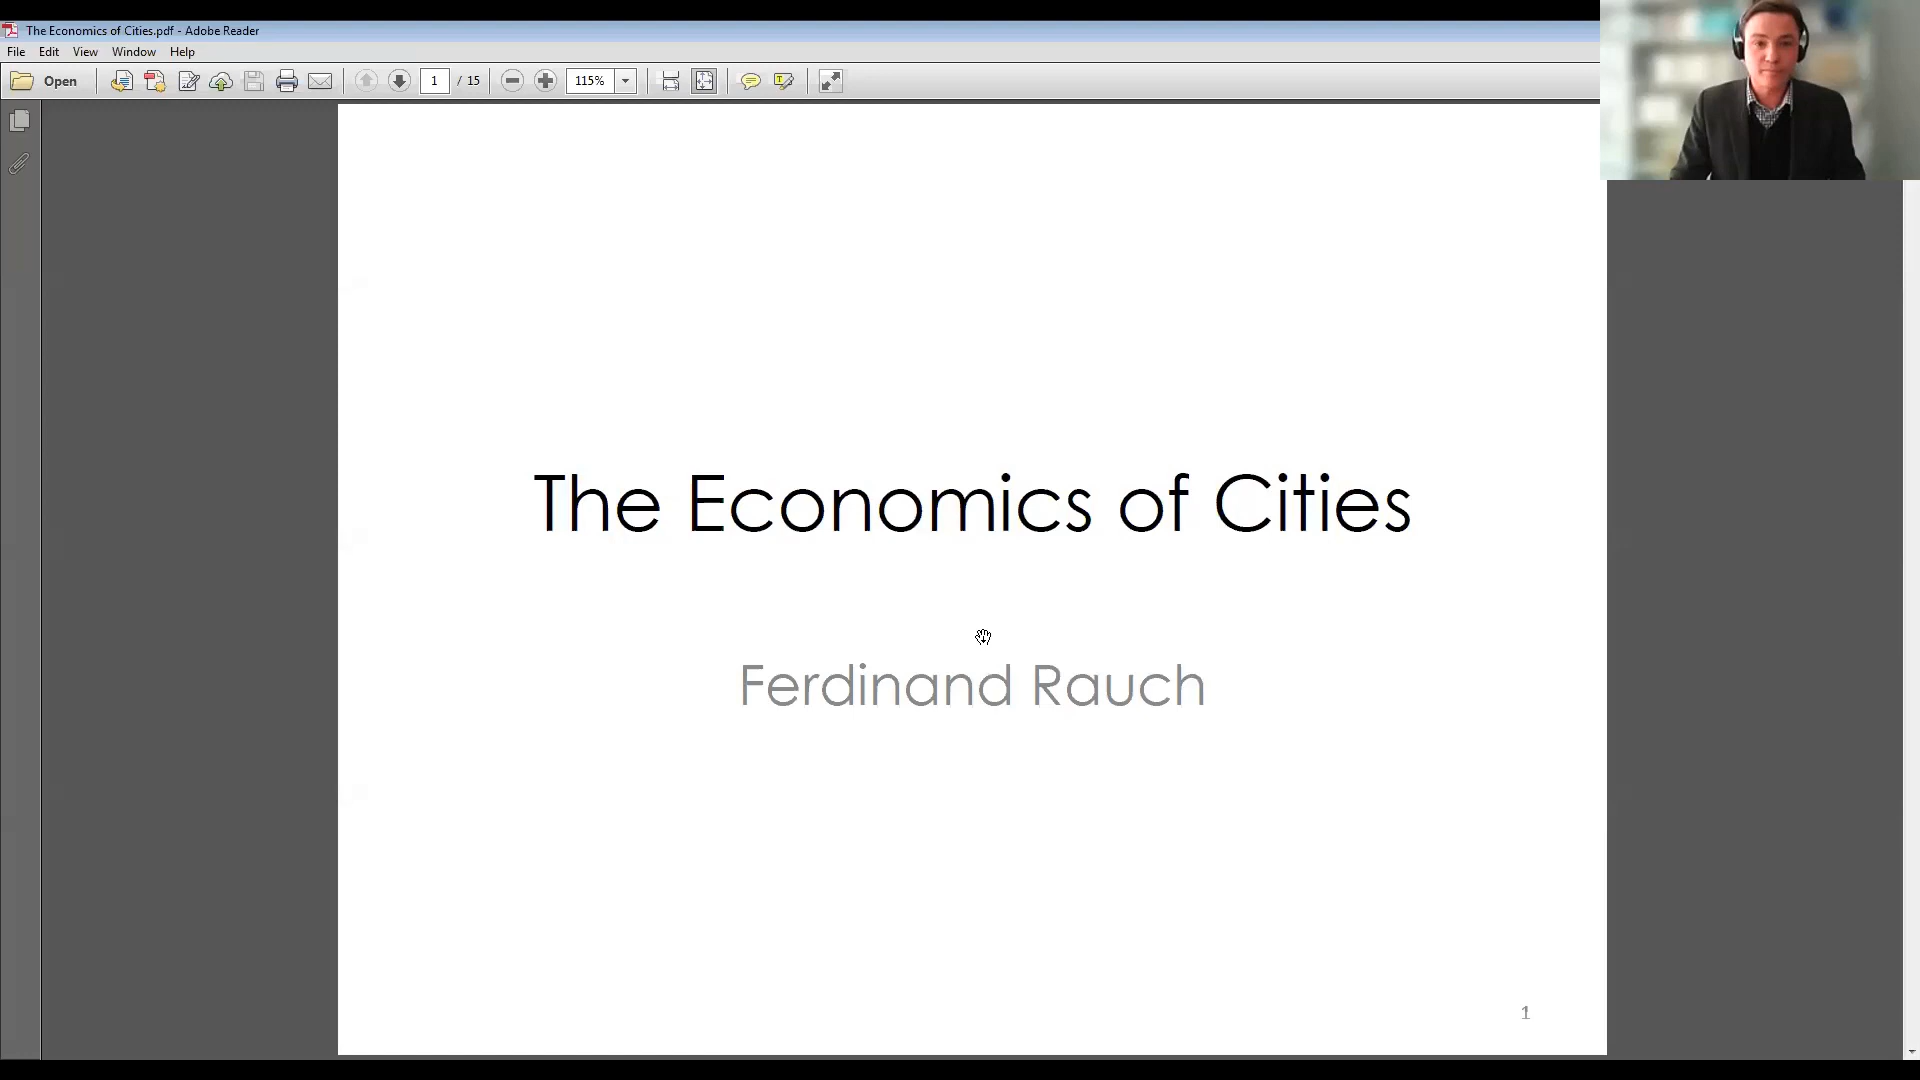 The Economics of Cities.pdf - Adobe Reader
File Edit View Window Help
Open 1 / 15 115%
The Economics of Cities
Ferdinand Rauch
1